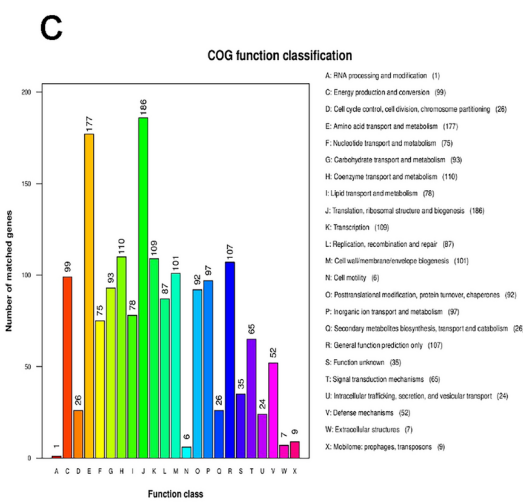 C
COG function classification
A: RNA processing and modification (1)
C: Energy production and conversion (99)
D: Cell cycle control, cell division, chromosome partitioning (26)
E: Amino acid transport and metabolism (177)
F: Nucleotide transport and metabolism (75)
G: Carbohydrate transport and metabolism (93)
H: Coenzyme transport and metabolism (110)
I: Lipid transport and metabolism (78)
J: Translation, ribosomal structure and biogenesis (186)
K: Transcription (109)
L: Replication, recombination and repair (87)
M: Cell wall/membrane/envelope biogenesis (101)
N: Cell motility (6)
O: Posttranslational modification, protein turnover, chaperones (92)
P: Inorganic ion transport and metabolism (97)
Q: Secondary metabolites biosynthesis, transport and catabolism (26
R: General function prediction only (107)
S: Function unknown (35)
T: Signal transduction mechanisms (65)
U: Intracellular trafficking, secretion, and vesicular transport (24)
V: Defense mechanisms (52)
W: Extracellular structures (7)
X: Mobilome: prophages, transposons (9)
Number of matched genes
200
150
100
50
0
1 99 26 177 75 93 110 78 186 109 87 101 6 92 97 26 107 35 65 24 52 7 9
A C D E F G H I J K L M N O P Q R S T U V W X
Function class